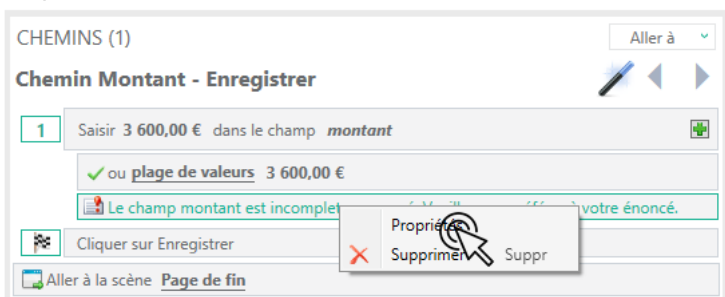 CHEMINS (1)
Aller à
Chemin Montant - Enregistrer
1 Saisir 3 600,00 € dans le champ montant
ou plage de valeurs 3 600,00 €
Le champ montant est incomplet votre énoncé.
Propriétés
Supprimer Suppr
Cliquer sur Enregistrer
Aller à la scène Page de fin